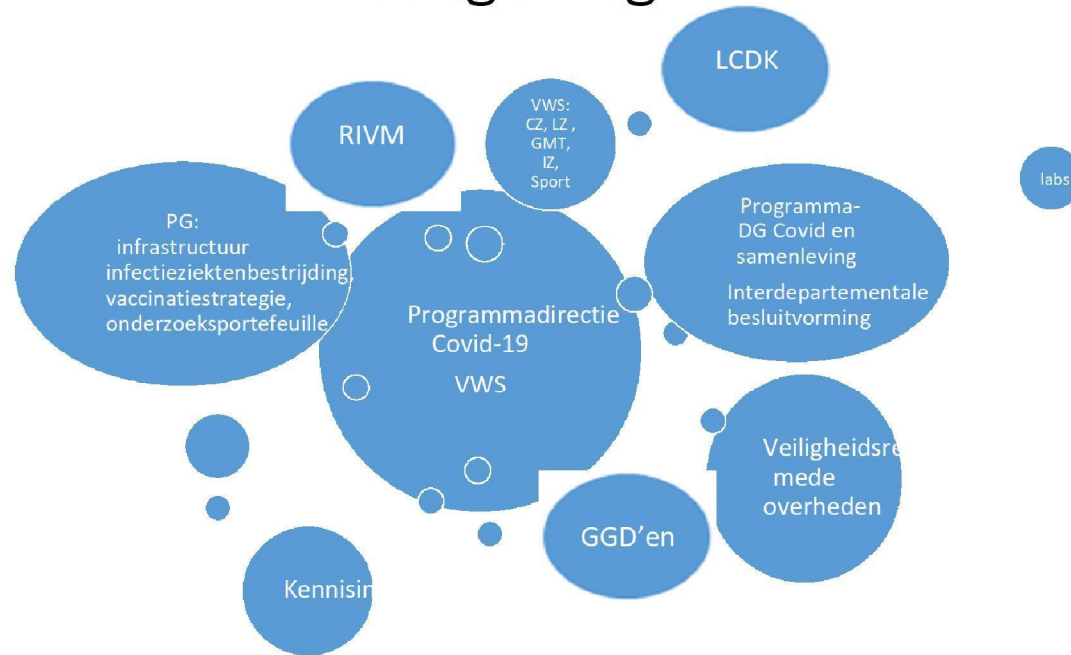 LCDK
RIVM
VWS:
CZ, LZ ,
GMT,
IZ,
Sport
labs
PG:
infrastructuur
infectieziektenbestrijding,
vaccinatiestrategie,
onderzoeksportefeuille
Programma-
DG Covid en
samenleving
Interdepartementale
besluitvorming
Programmadirectie
Covid-19
VWS
Veiligheidsre
mede
overheden
GGD’en
Kennisin